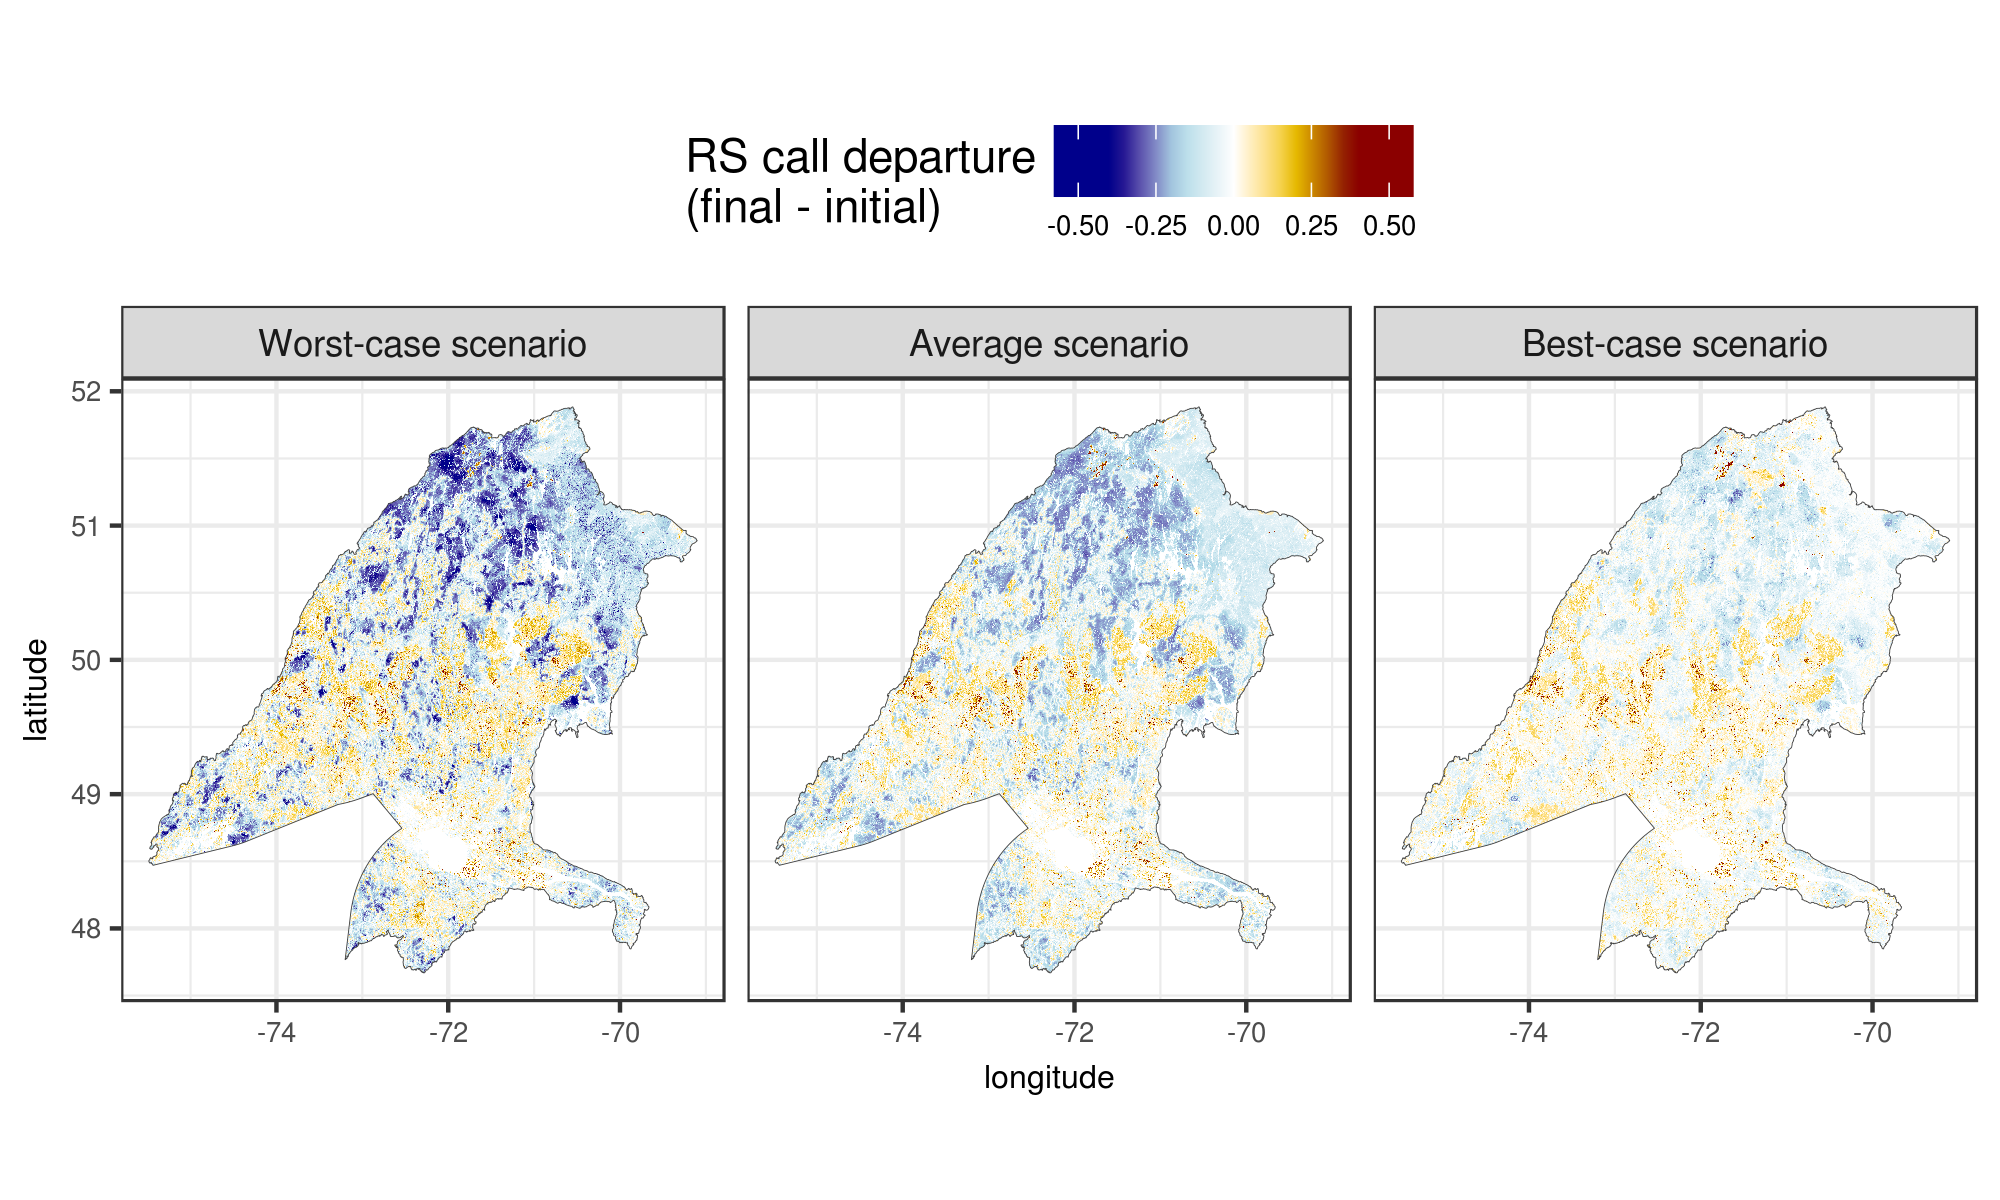 RS call departure
(final - initial)
-0.50 -0.25 0.00 0.25 0.50
Worst-case scenario
Average scenario
Best-case scenario
52
51
50
49
48
latitude
-74 -72 -70
-74 -72 -70
-74 -72 -70
longitude